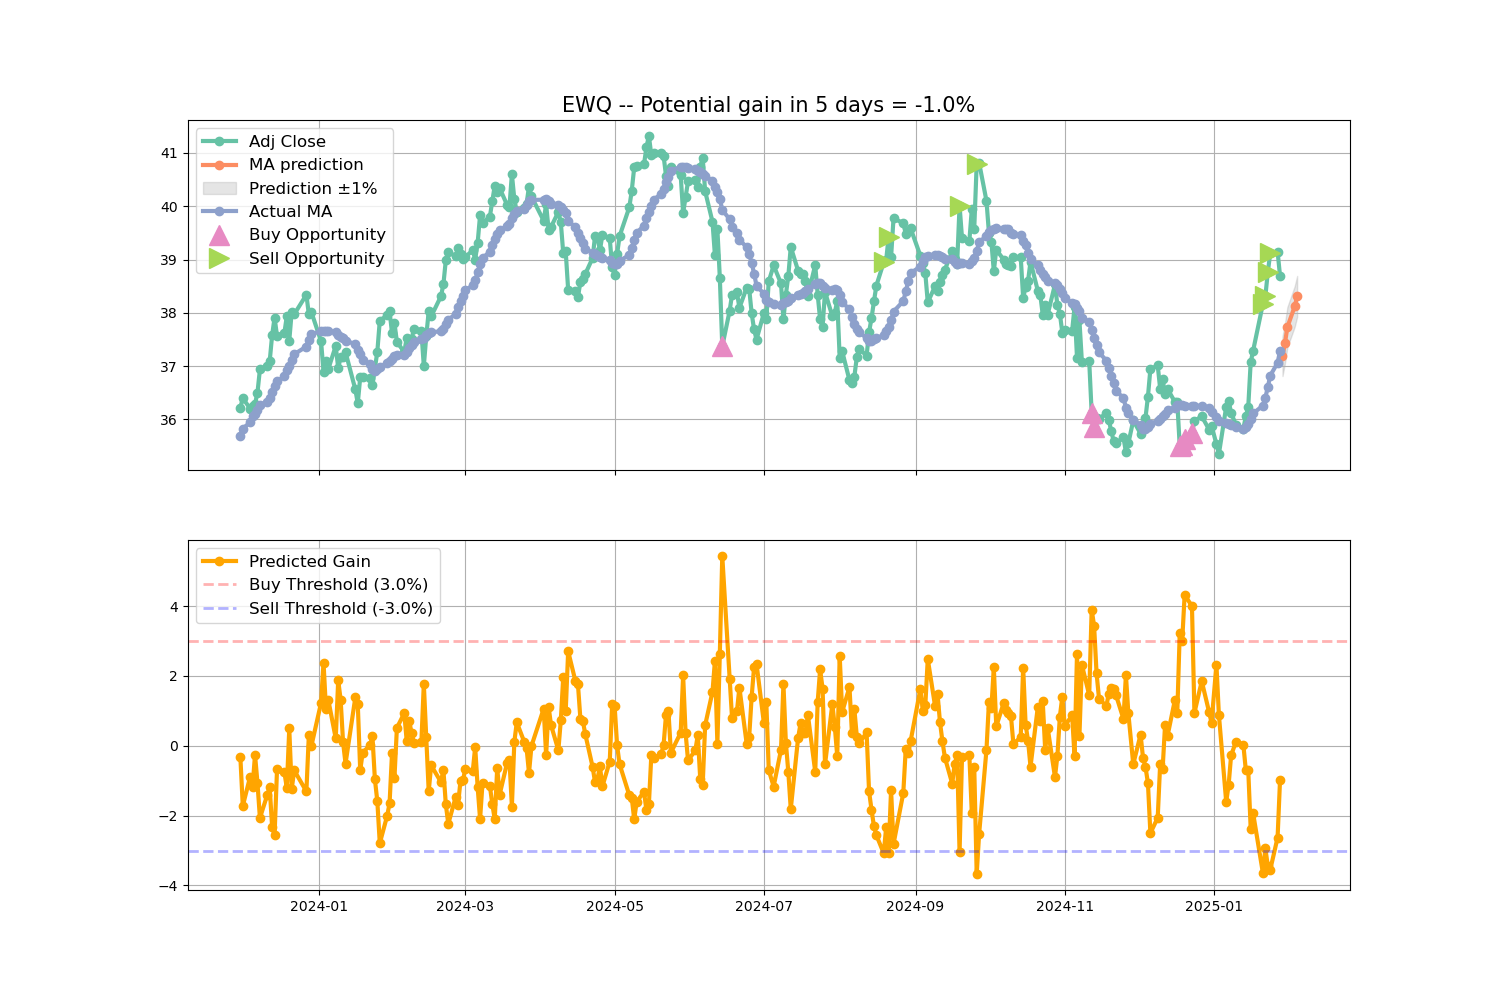 EWQ -- Potential gain in 5 days = -1.0%
Adj Close
MA prediction
Prediction ±1%
Actual MA
Buy Opportunity
Sell Opportunity
41
40
39
38
37
36
Predicted Gain
Buy Threshold (3.0%)
Sell Threshold (-3.0%)
4
2
0
−2
−4
2024-01
2024-03
2024-05
2024-07
2024-09
2024-11
2025-01